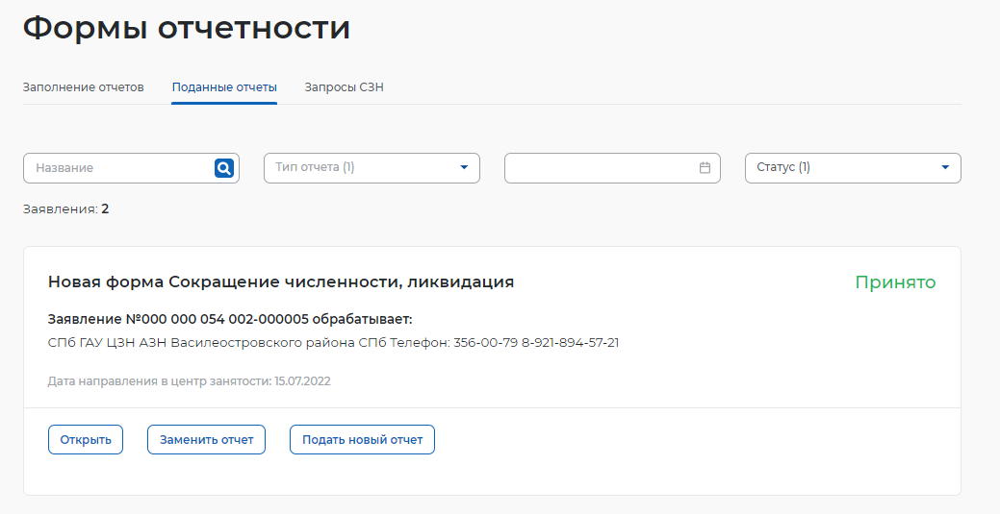 Формы отчетности
Заполнение отчетов Поданные отчеты Запросы СЗН
Название Тип отчета (1) Статус (1)
Заявления: 2
Новая форма Сокращение численности, ликвидация Принято
Заявление №000 000 054 002-000005 обрабатывает:
СПб ГАУ ЦЗН АЗН Василеостровского района СПб Телефон: 356-00-79 8-921-894-57-21
Дата направления в центр занятости: 15.07.2022
Открыть Заменить отчет Подать новый отчет